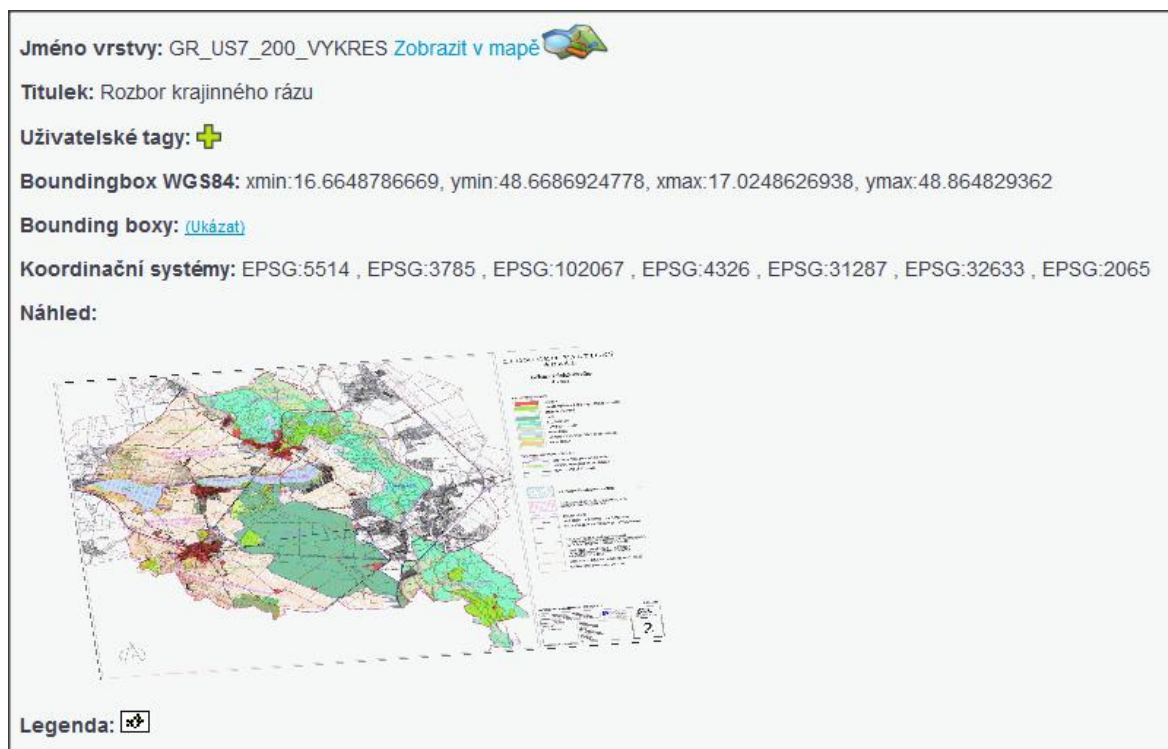 Jméno vrstvy: GR_US7_200_VYKRES Zobrazit v mapě
Titulek: Rozbor krajinného rázu
Uživatelské tagy:
Boundingbox WGS84: xmin:16.6648786669, ymin:48.6686924778, xmax:17.0248626938, ymax:48.864829362
Bounding boxy: (Ukázat)
Koordinační systémy: EPSG:5514 , EPSG:3785 , EPSG:102067 , EPSG:4326 , EPSG:31287 , EPSG:32633 , EPSG:2065
Náhled:
Legenda: